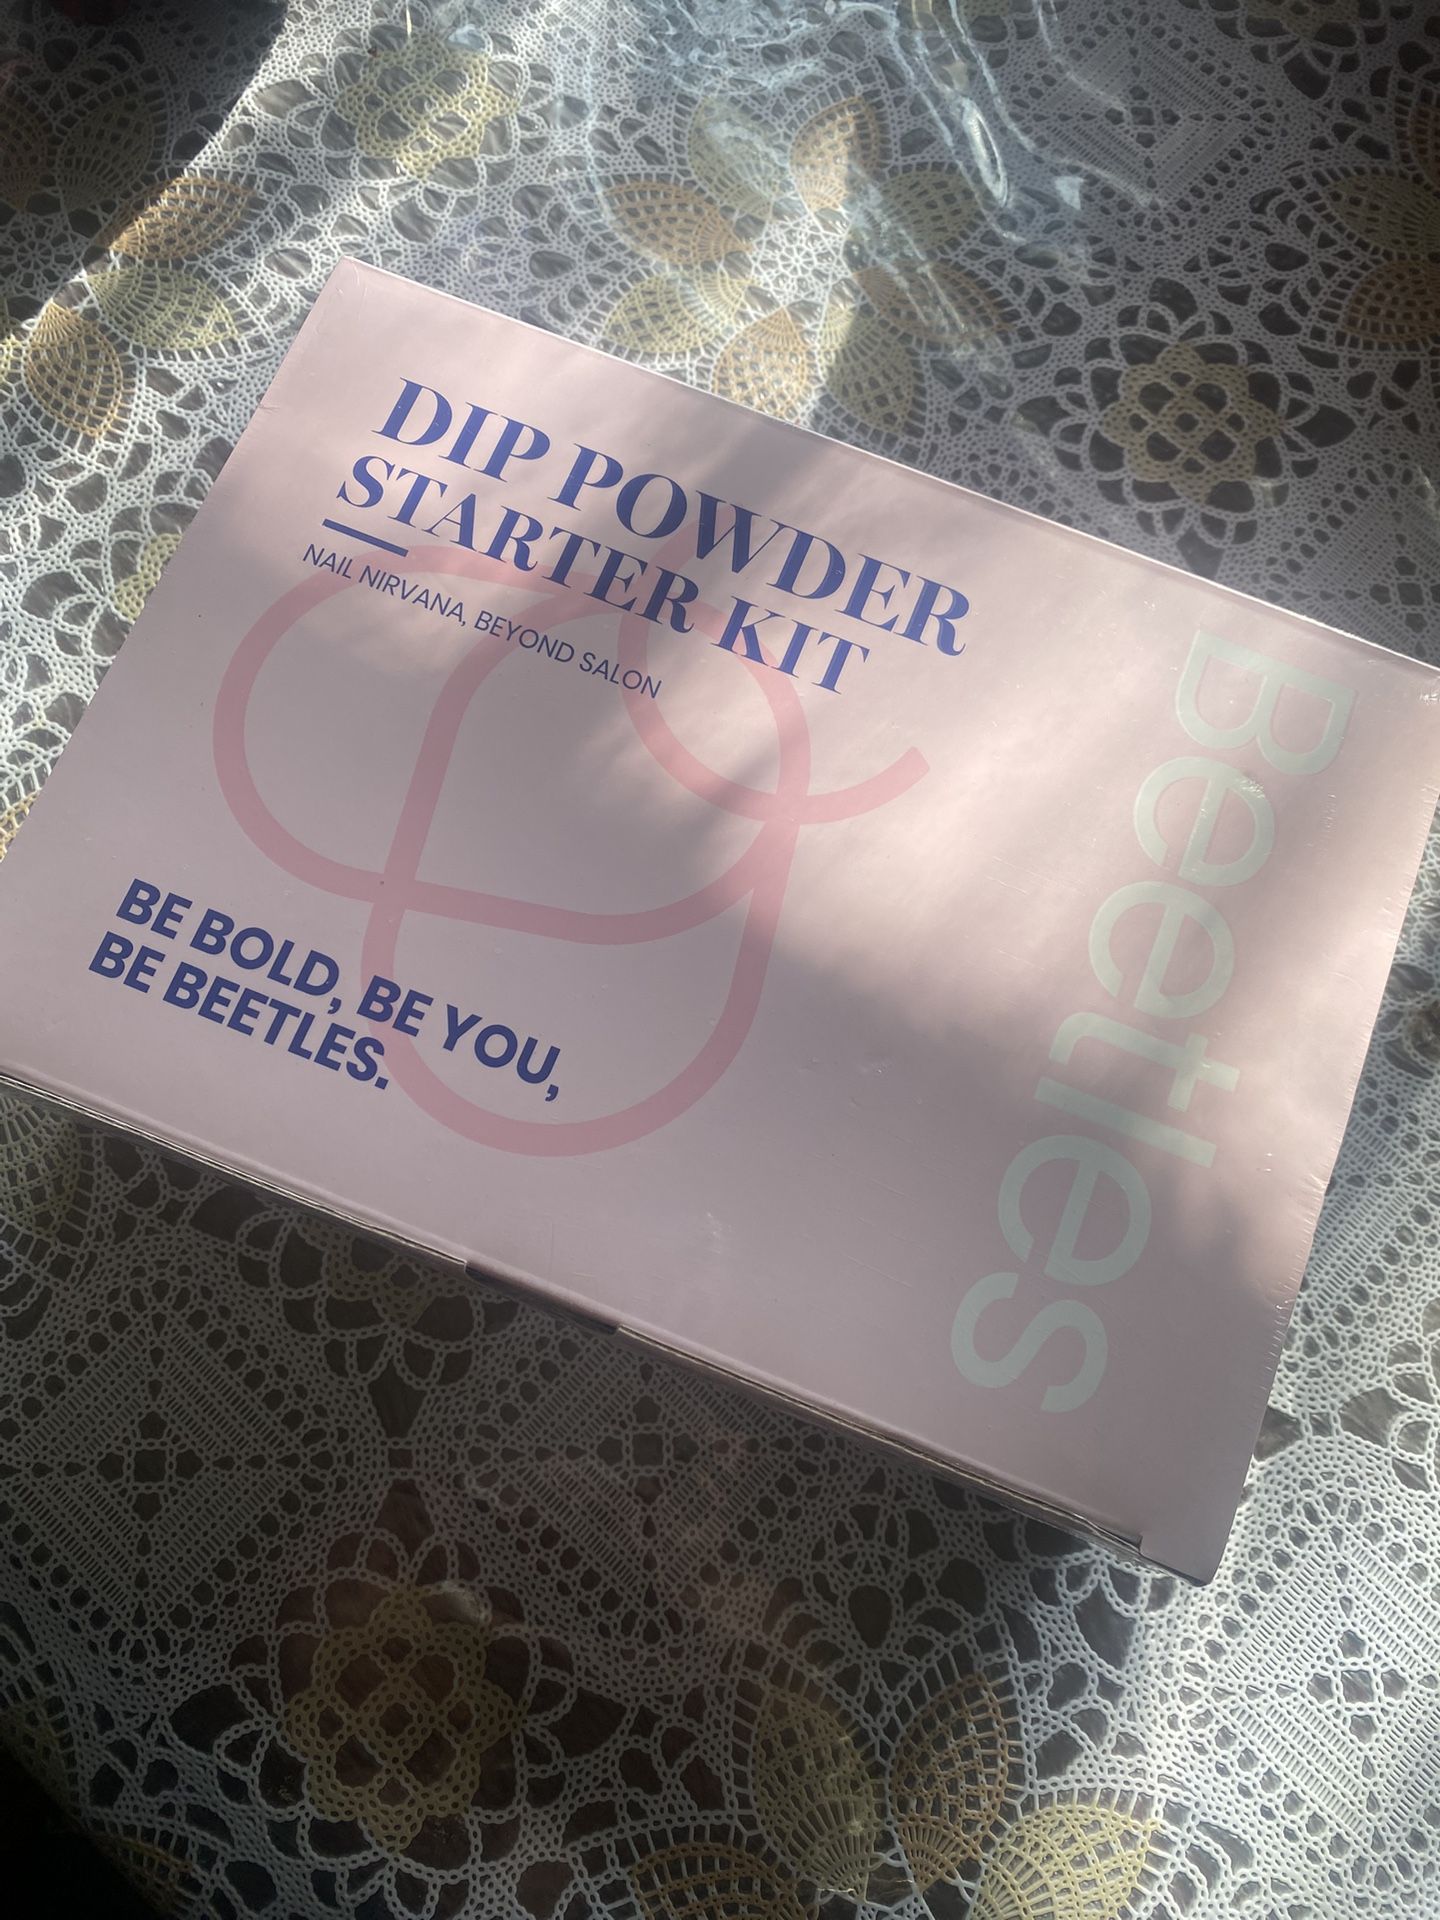 DIP POWDER
STARTER KIT
NAIL NIRVANA, BEYOND SALON
BE BOLD, BE YOU,
BE BEETLES.
Beetles